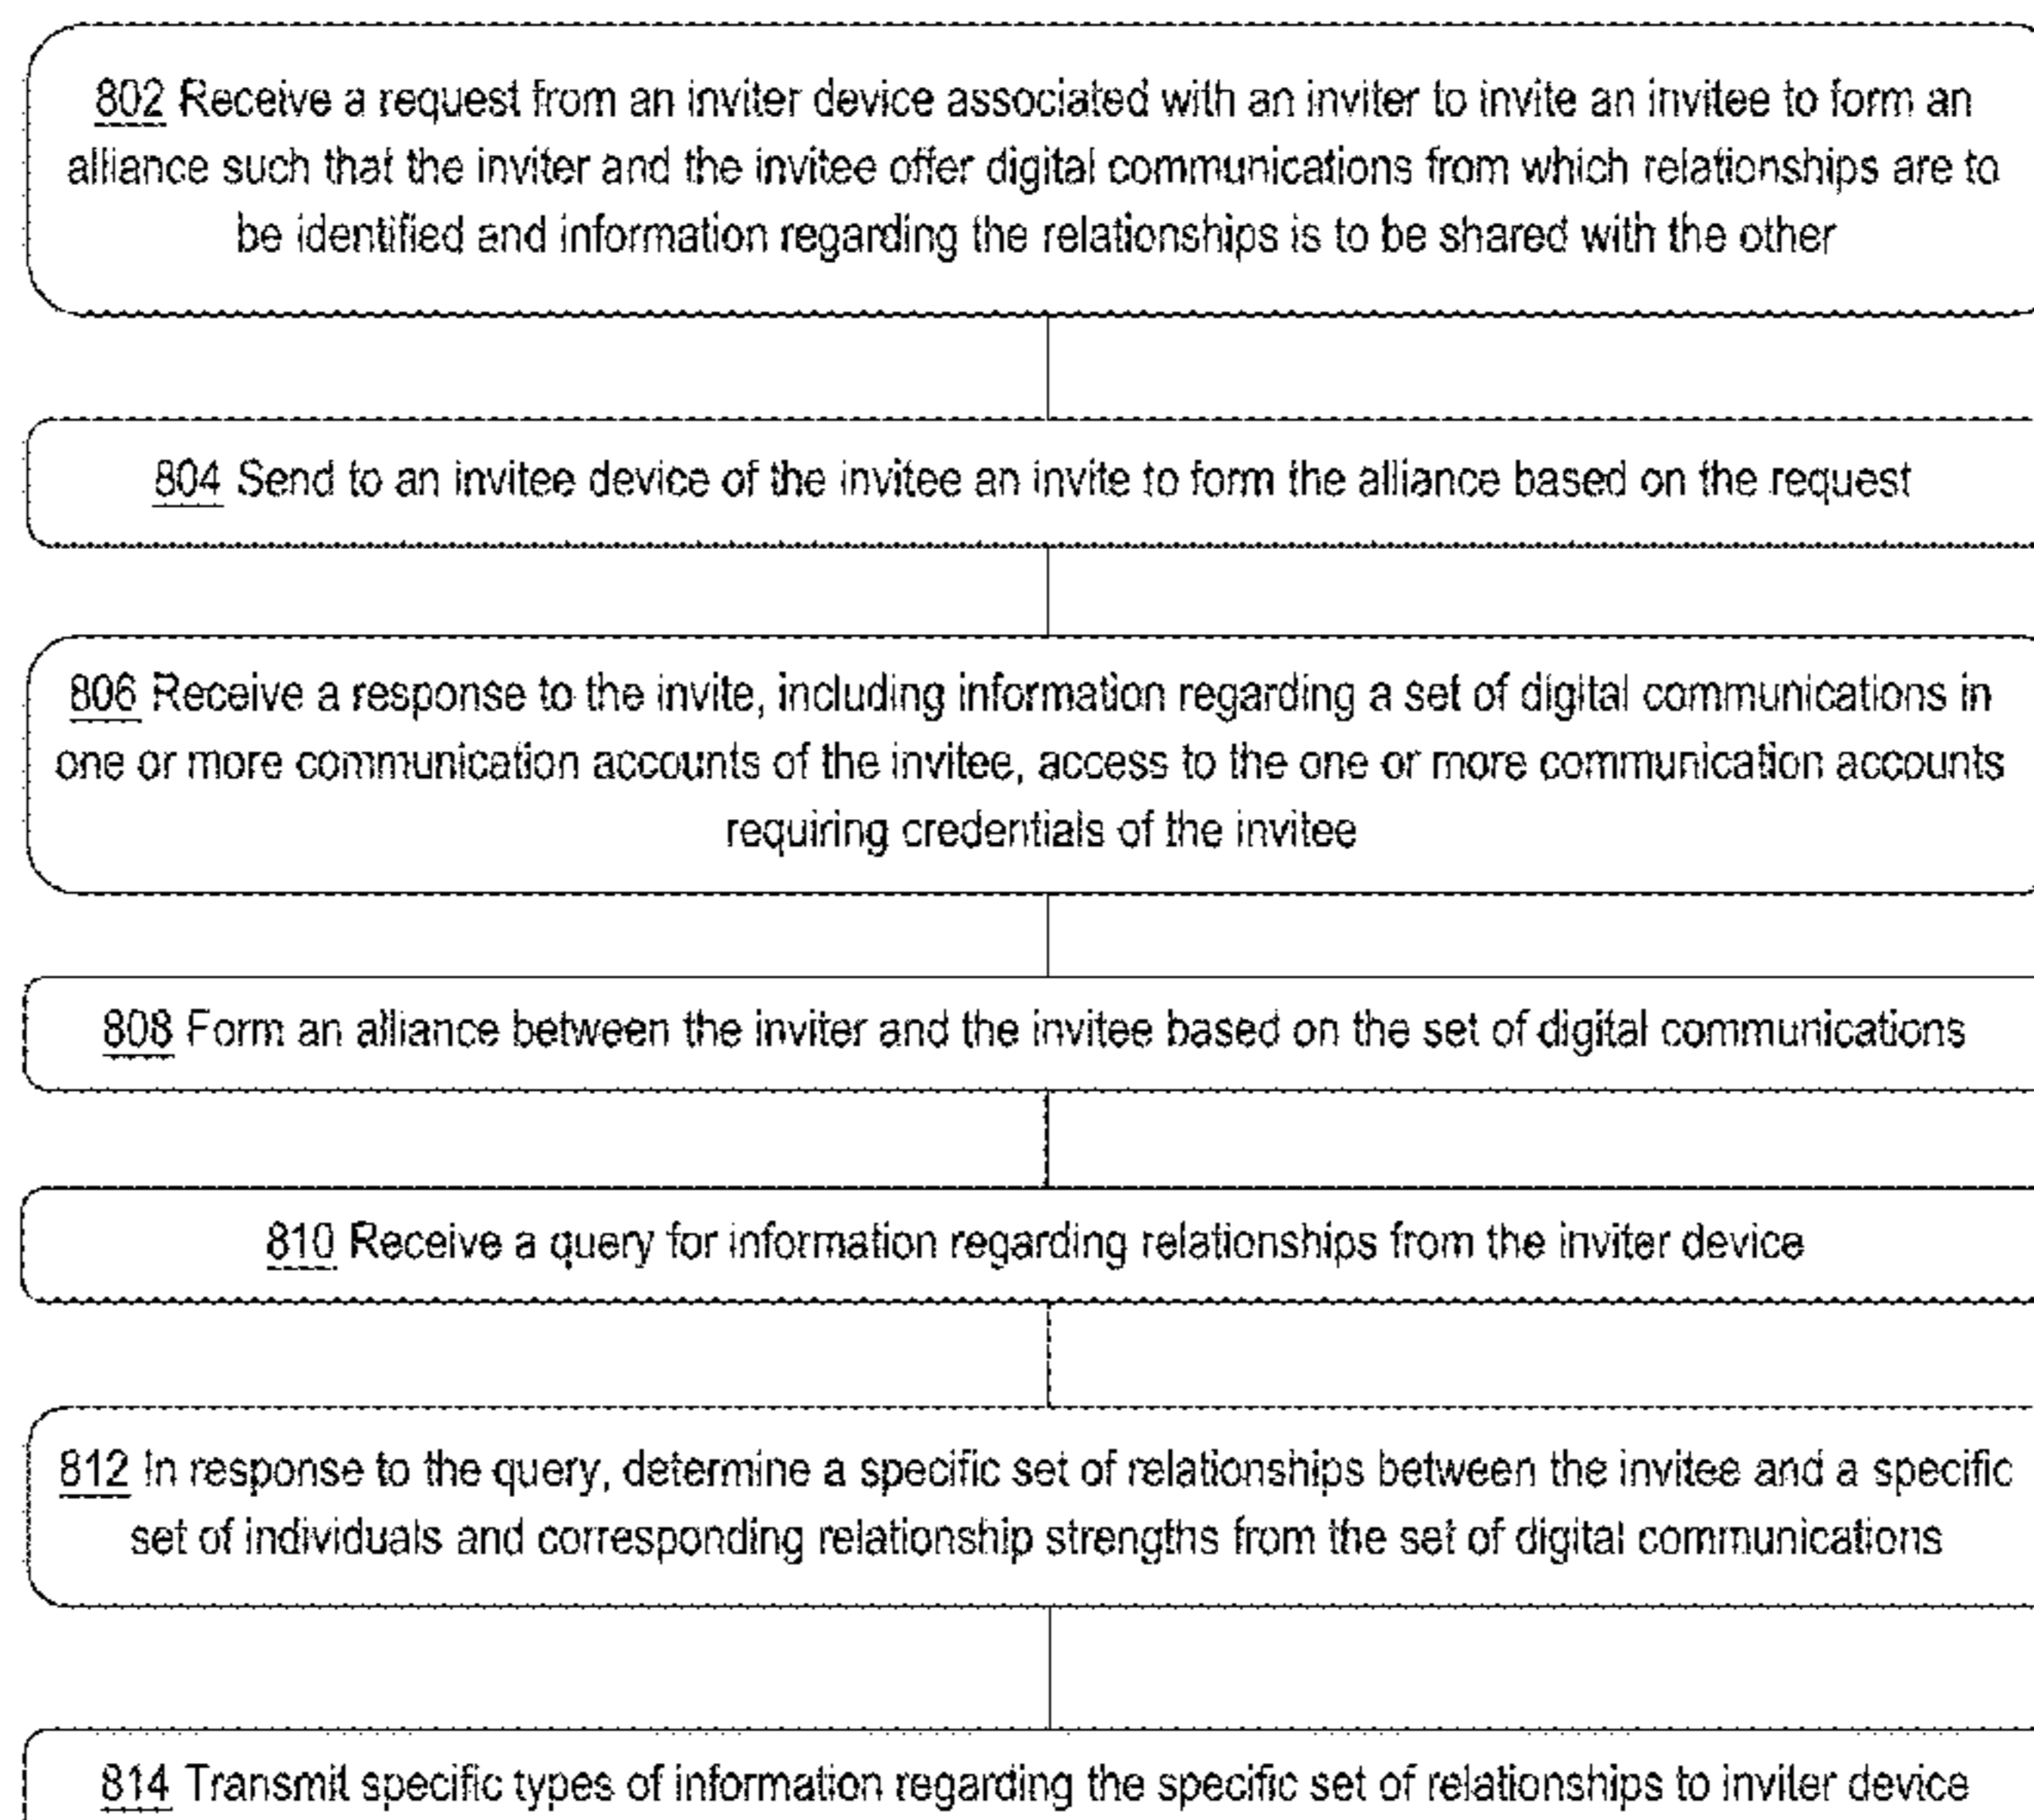 802 Receive a request from an inviter device associated with an inviter to invite an invitee to form an
alliance such that the inviter and the invitee offer digital communications from which relationships are to
be identified and information regarding the relationships is to be shared with the other
804 Send to an invitee device of the invitee an invite to form the alliance based on the request
806 Receive a response to the invite, including information regarding a set of digital communications in
one or more communication accounts of the invitee, access to the one or more communication accounts
requiring credentials of the invitee
808 Form an alliance between the inviter and the invitee based on the set of digital communications
810 Receive a query for information regarding relationships from the inviter device
812 In response to the query, determine a specific set of relationships between the invitee and a specific
set of individuals and corresponding relationship strengths from the set of digital communications
814 Transmit specific types of information regarding the specific set of relationships to inviter device